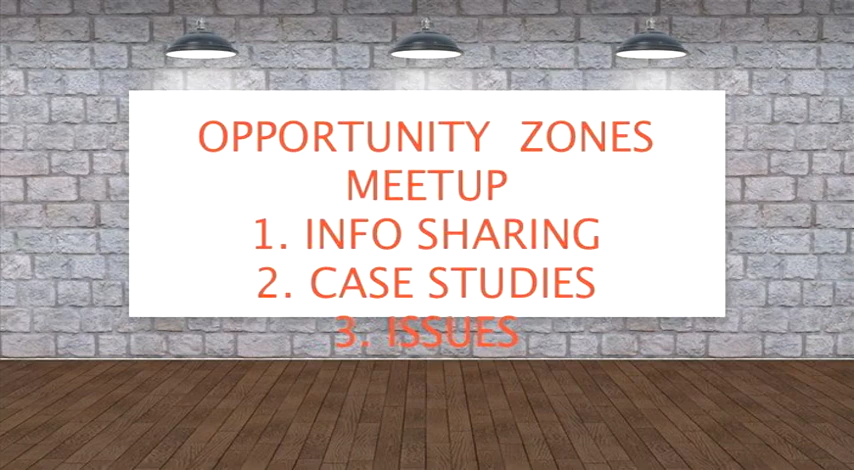 OPPORTUNITY ZONES
MEETUP
1. INFO SHARING
2. CASE STUDIES
3. ISSUES